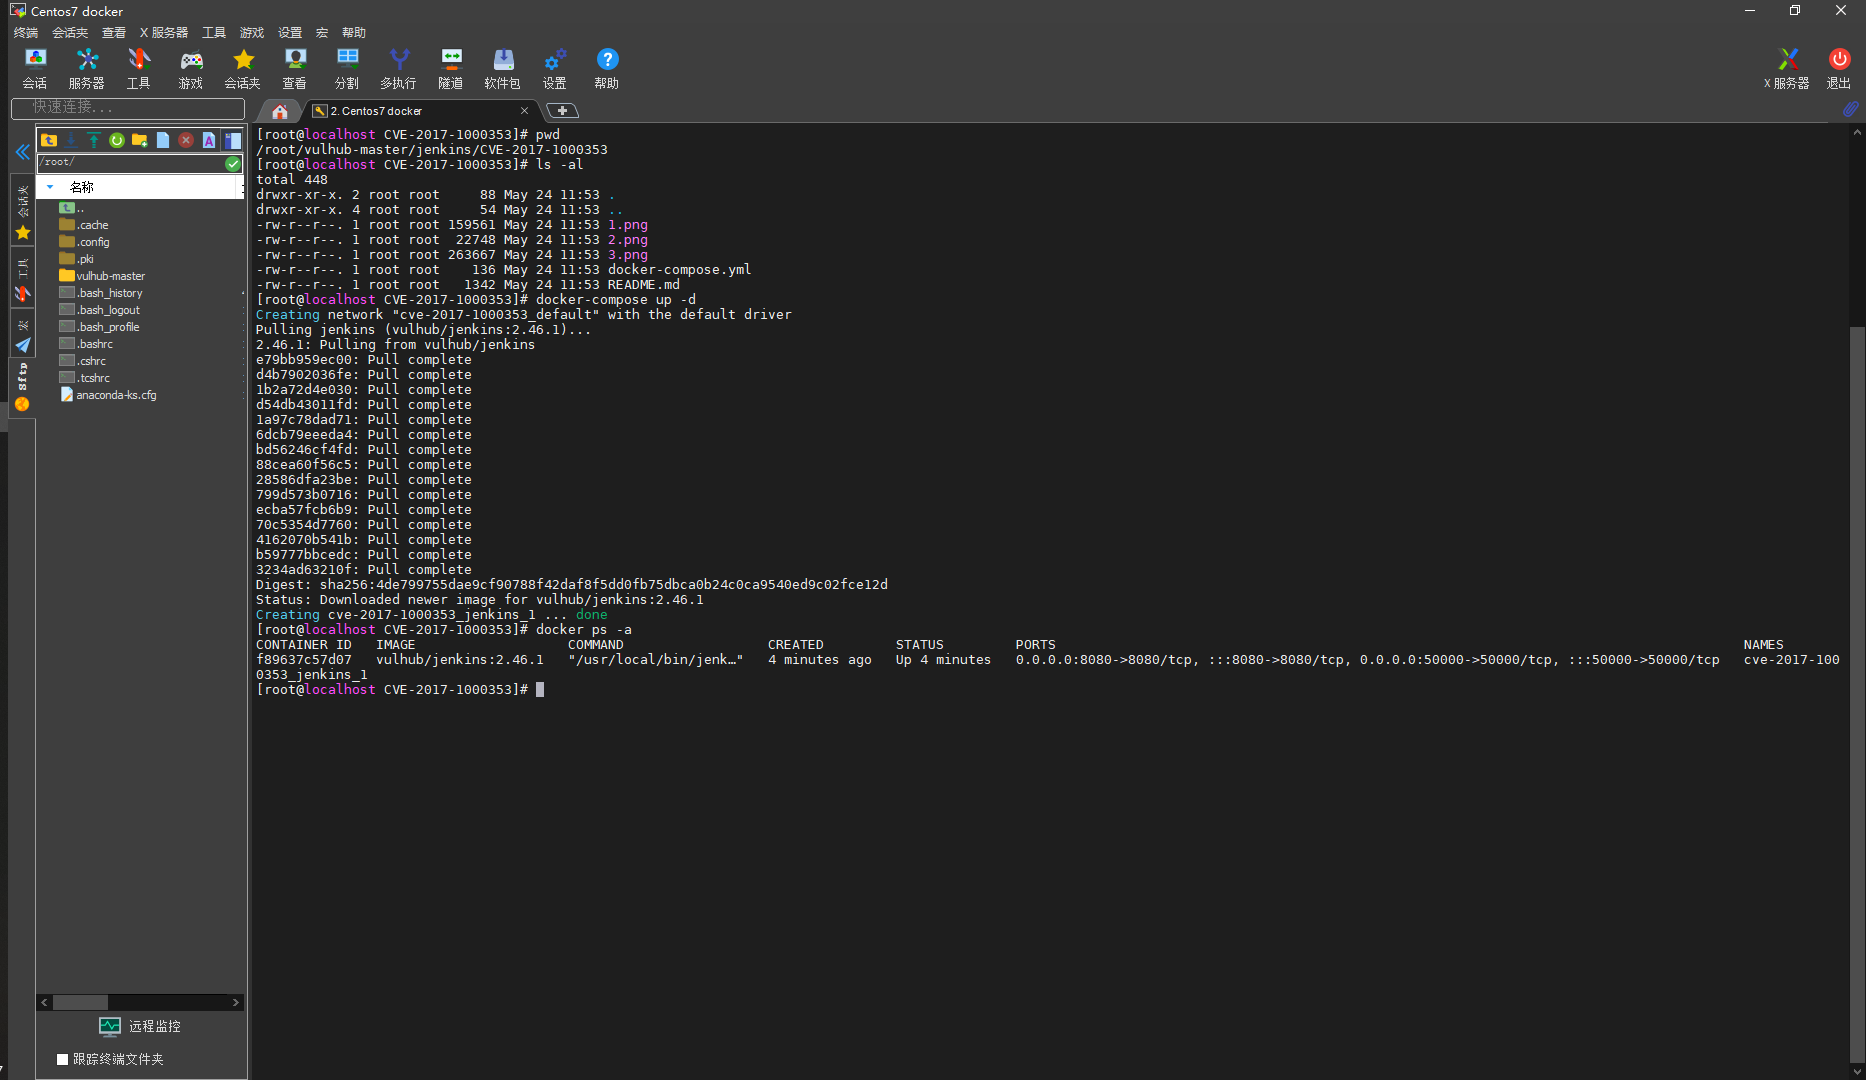 Centos7 docker
终端 会话夹 查看 X 服务器 工具 游戏 设置 宏 帮助
会话 服务器 工具 游戏 会话夹 查看 分割 多执行 隧道 软件包 设置 帮助 X 服务器 退出
快速连接...
2. Centos7 docker
/root/
名称
..
.cache
.config
.pki
vulhub-master
.bash_history
.bash_logout
.bash_profile
.bashrc
.cshrc
.tcshrc
anaconda-ks.cfg
会话夹
工具
宏
Sftp
远程监控
跟踪终端文件夹
[root@localhost CVE-2017-1000353]# pwd
/root/vulhub-master/jenkins/CVE-2017-1000353
[root@localhost CVE-2017-1000353]# ls -al
total 448
drwxr-xr-x. 2 root root     88 May 24 11:53 .
drwxr-xr-x. 4 root root     54 May 24 11:53 ..
-rw-r--r--. 1 root root 159561 May 24 11:53 1.png
-rw-r--r--. 1 root root  22748 May 24 11:53 2.png
-rw-r--r--. 1 root root 263667 May 24 11:53 3.png
-rw-r--r--. 1 root root    136 May 24 11:53 docker-compose.yml
-rw-r--r--. 1 root root   1342 May 24 11:53 README.md
[root@localhost CVE-2017-1000353]# docker-compose up -d
Creating network "cve-2017-1000353_default" with the default driver
Pulling jenkins (vulhub/jenkins:2.46.1)...
2.46.1: Pulling from vulhub/jenkins
e79bb959ec00: Pull complete
d4b7902036fe: Pull complete
1b2a72d4e030: Pull complete
d54db43011fd: Pull complete
1a97c78dad71: Pull complete
6dcb79eeeda4: Pull complete
bd56246cf4fd: Pull complete
88cea60f56c5: Pull complete
28586dfa23be: Pull complete
799d573b0716: Pull complete
ecba57fcb6b9: Pull complete
70c5354d7760: Pull complete
4162070b541b: Pull complete
b59777bbcedc: Pull complete
3234ad63210f: Pull complete
Digest: sha256:4de799755dae9cf90788f42daf8f5dd0fb75dbca0b24c0ca9540ed9c02fce12d
Status: Downloaded newer image for vulhub/jenkins:2.46.1
Creating cve-2017-1000353_jenkins_1 ... done
[root@localhost CVE-2017-1000353]# docker ps -a
CONTAINER ID   IMAGE                   COMMAND                  CREATED         STATUS         PORTS                                                                                      NAMES
f89637c57d07   vulhub/jenkins:2.46.1   "/usr/local/bin/jenk…"   4 minutes ago   Up 4 minutes   0.0.0.0:8080->8080/tcp, :::8080->8080/tcp, 0.0.0.0:50000->50000/tcp, :::50000->50000/tcp   cve-2017-100
0353_jenkins_1
[root@localhost CVE-2017-1000353]#